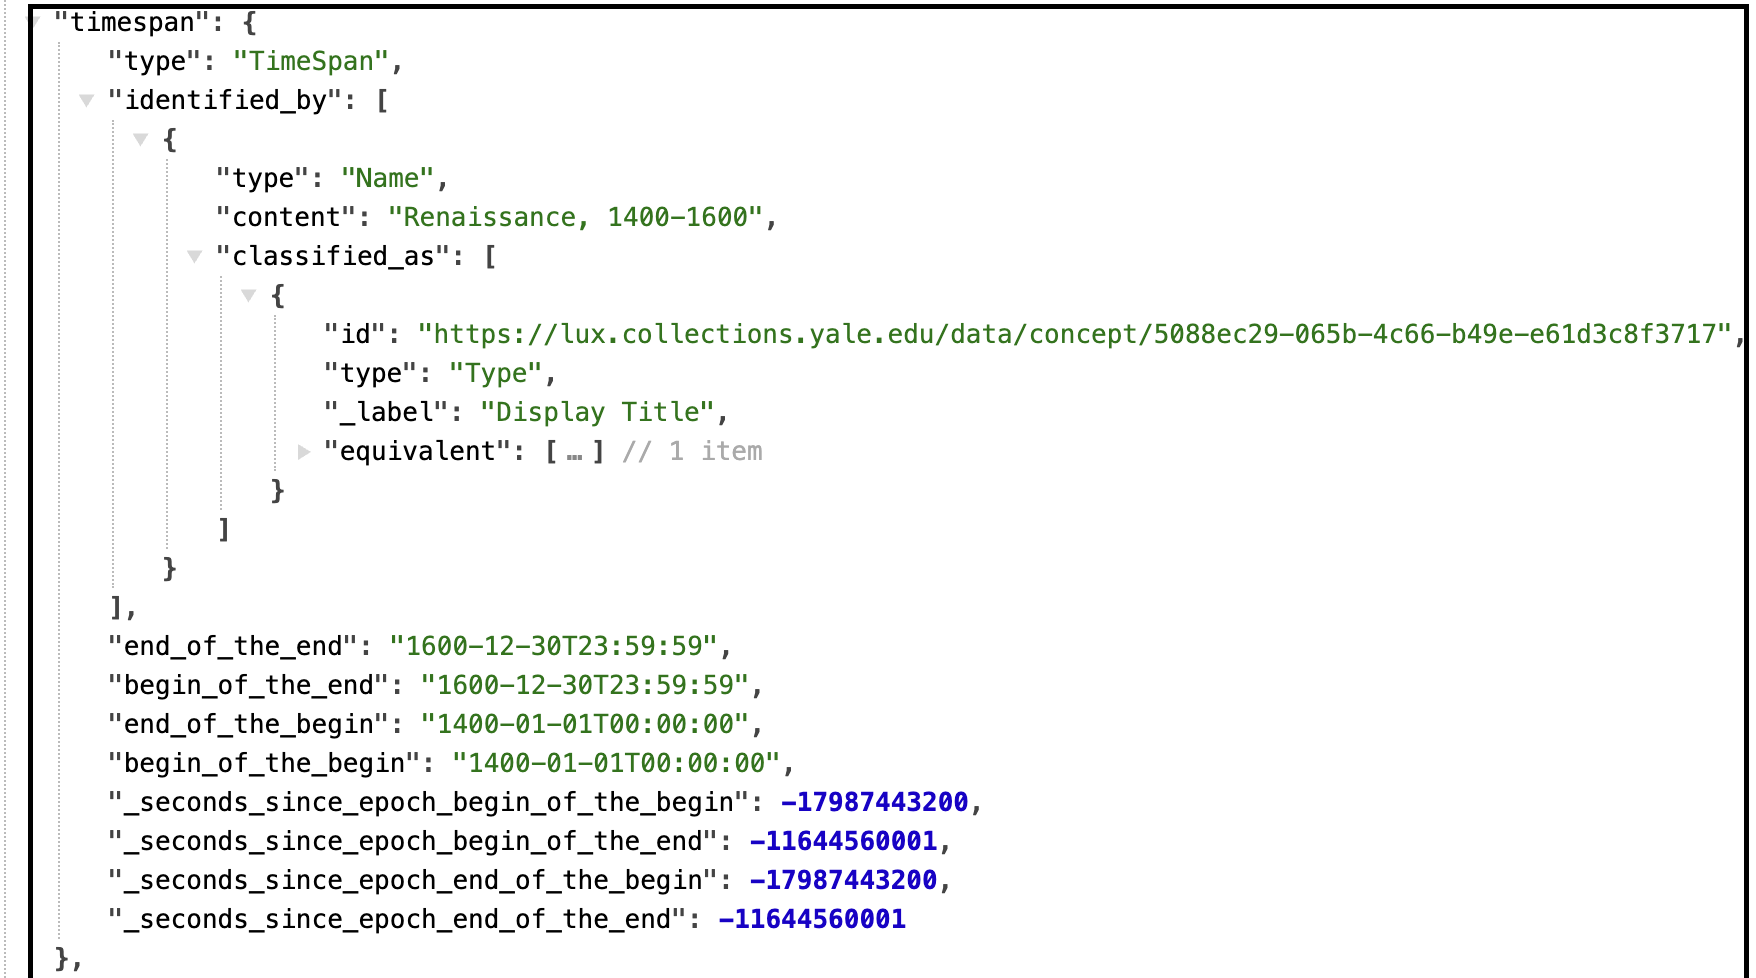 "timespan": {
"type": "TimeSpan",
"identified_by": [
{
"type": "Name",
"content": "Renaissance, 1400-1600",
"classified_as": [
{
"id": "https://lux.collections.yale.edu/data/concept/5088ec29-065b-4c66-b49e-e61d3c8f3717",
"type": "Type",
"_label": "Display Title",
"equivalent": [ … ] // 1 item
}
]
}
],
"end_of_the_end": "1600-12-30T23:59:59",
"begin_of_the_end": "1600-12-30T23:59:59",
"end_of_the_begin": "1400-01-01T00:00:00",
"begin_of_the_begin": "1400-01-01T00:00:00",
"_seconds_since_epoch_begin_of_the_begin": -17987443200,
"_seconds_since_epoch_begin_of_the_end": -11644560001,
"_seconds_since_epoch_end_of_the_begin": -17987443200,
"_seconds_since_epoch_end_of_the_end": -11644560001
},